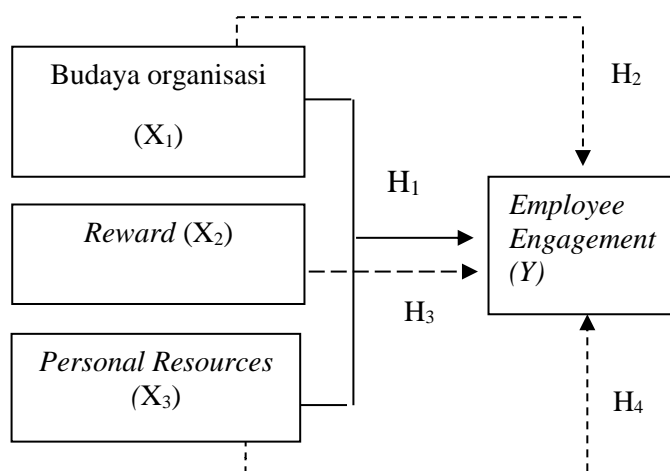 Budaya organisasi
(X₁)
H₂
H₁
Reward (X₂)
Employee
Engagement
(Y)
H₃
Personal Resources
(X₃)
H₄